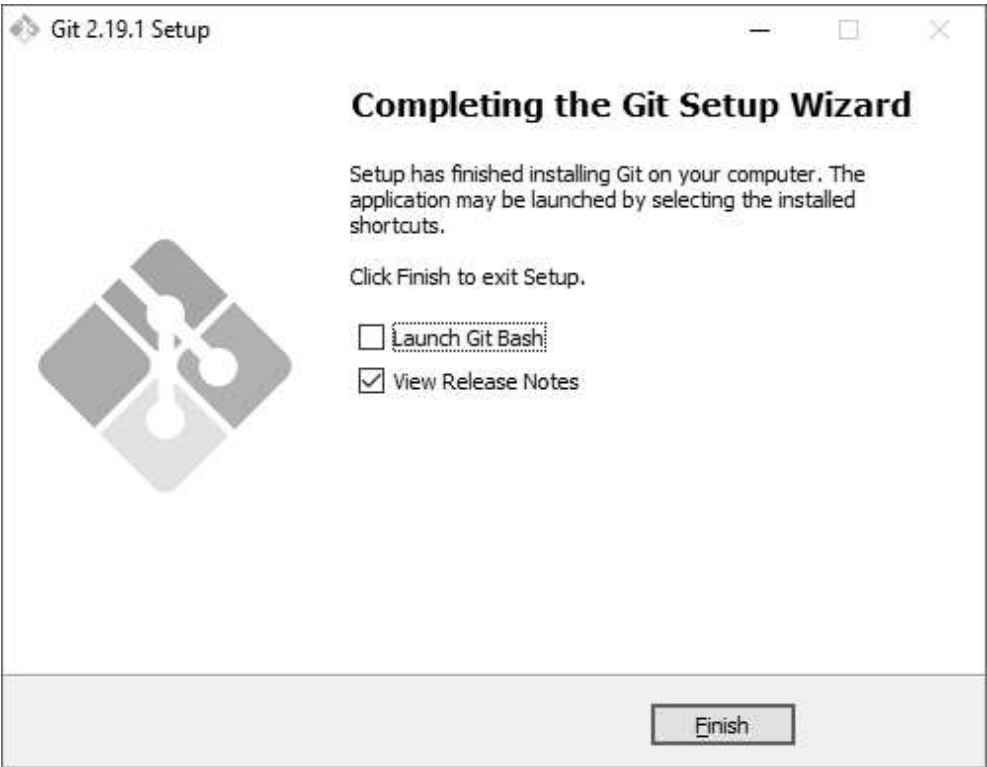 Git 2.19.1 Setup
Completing the Git Setup Wizard
Setup has finished installing Git on your computer. The
application may be launched by selecting the installed
shortcuts.
Click Finish to exit Setup.
Launch Git Bash
View Release Notes
Finish